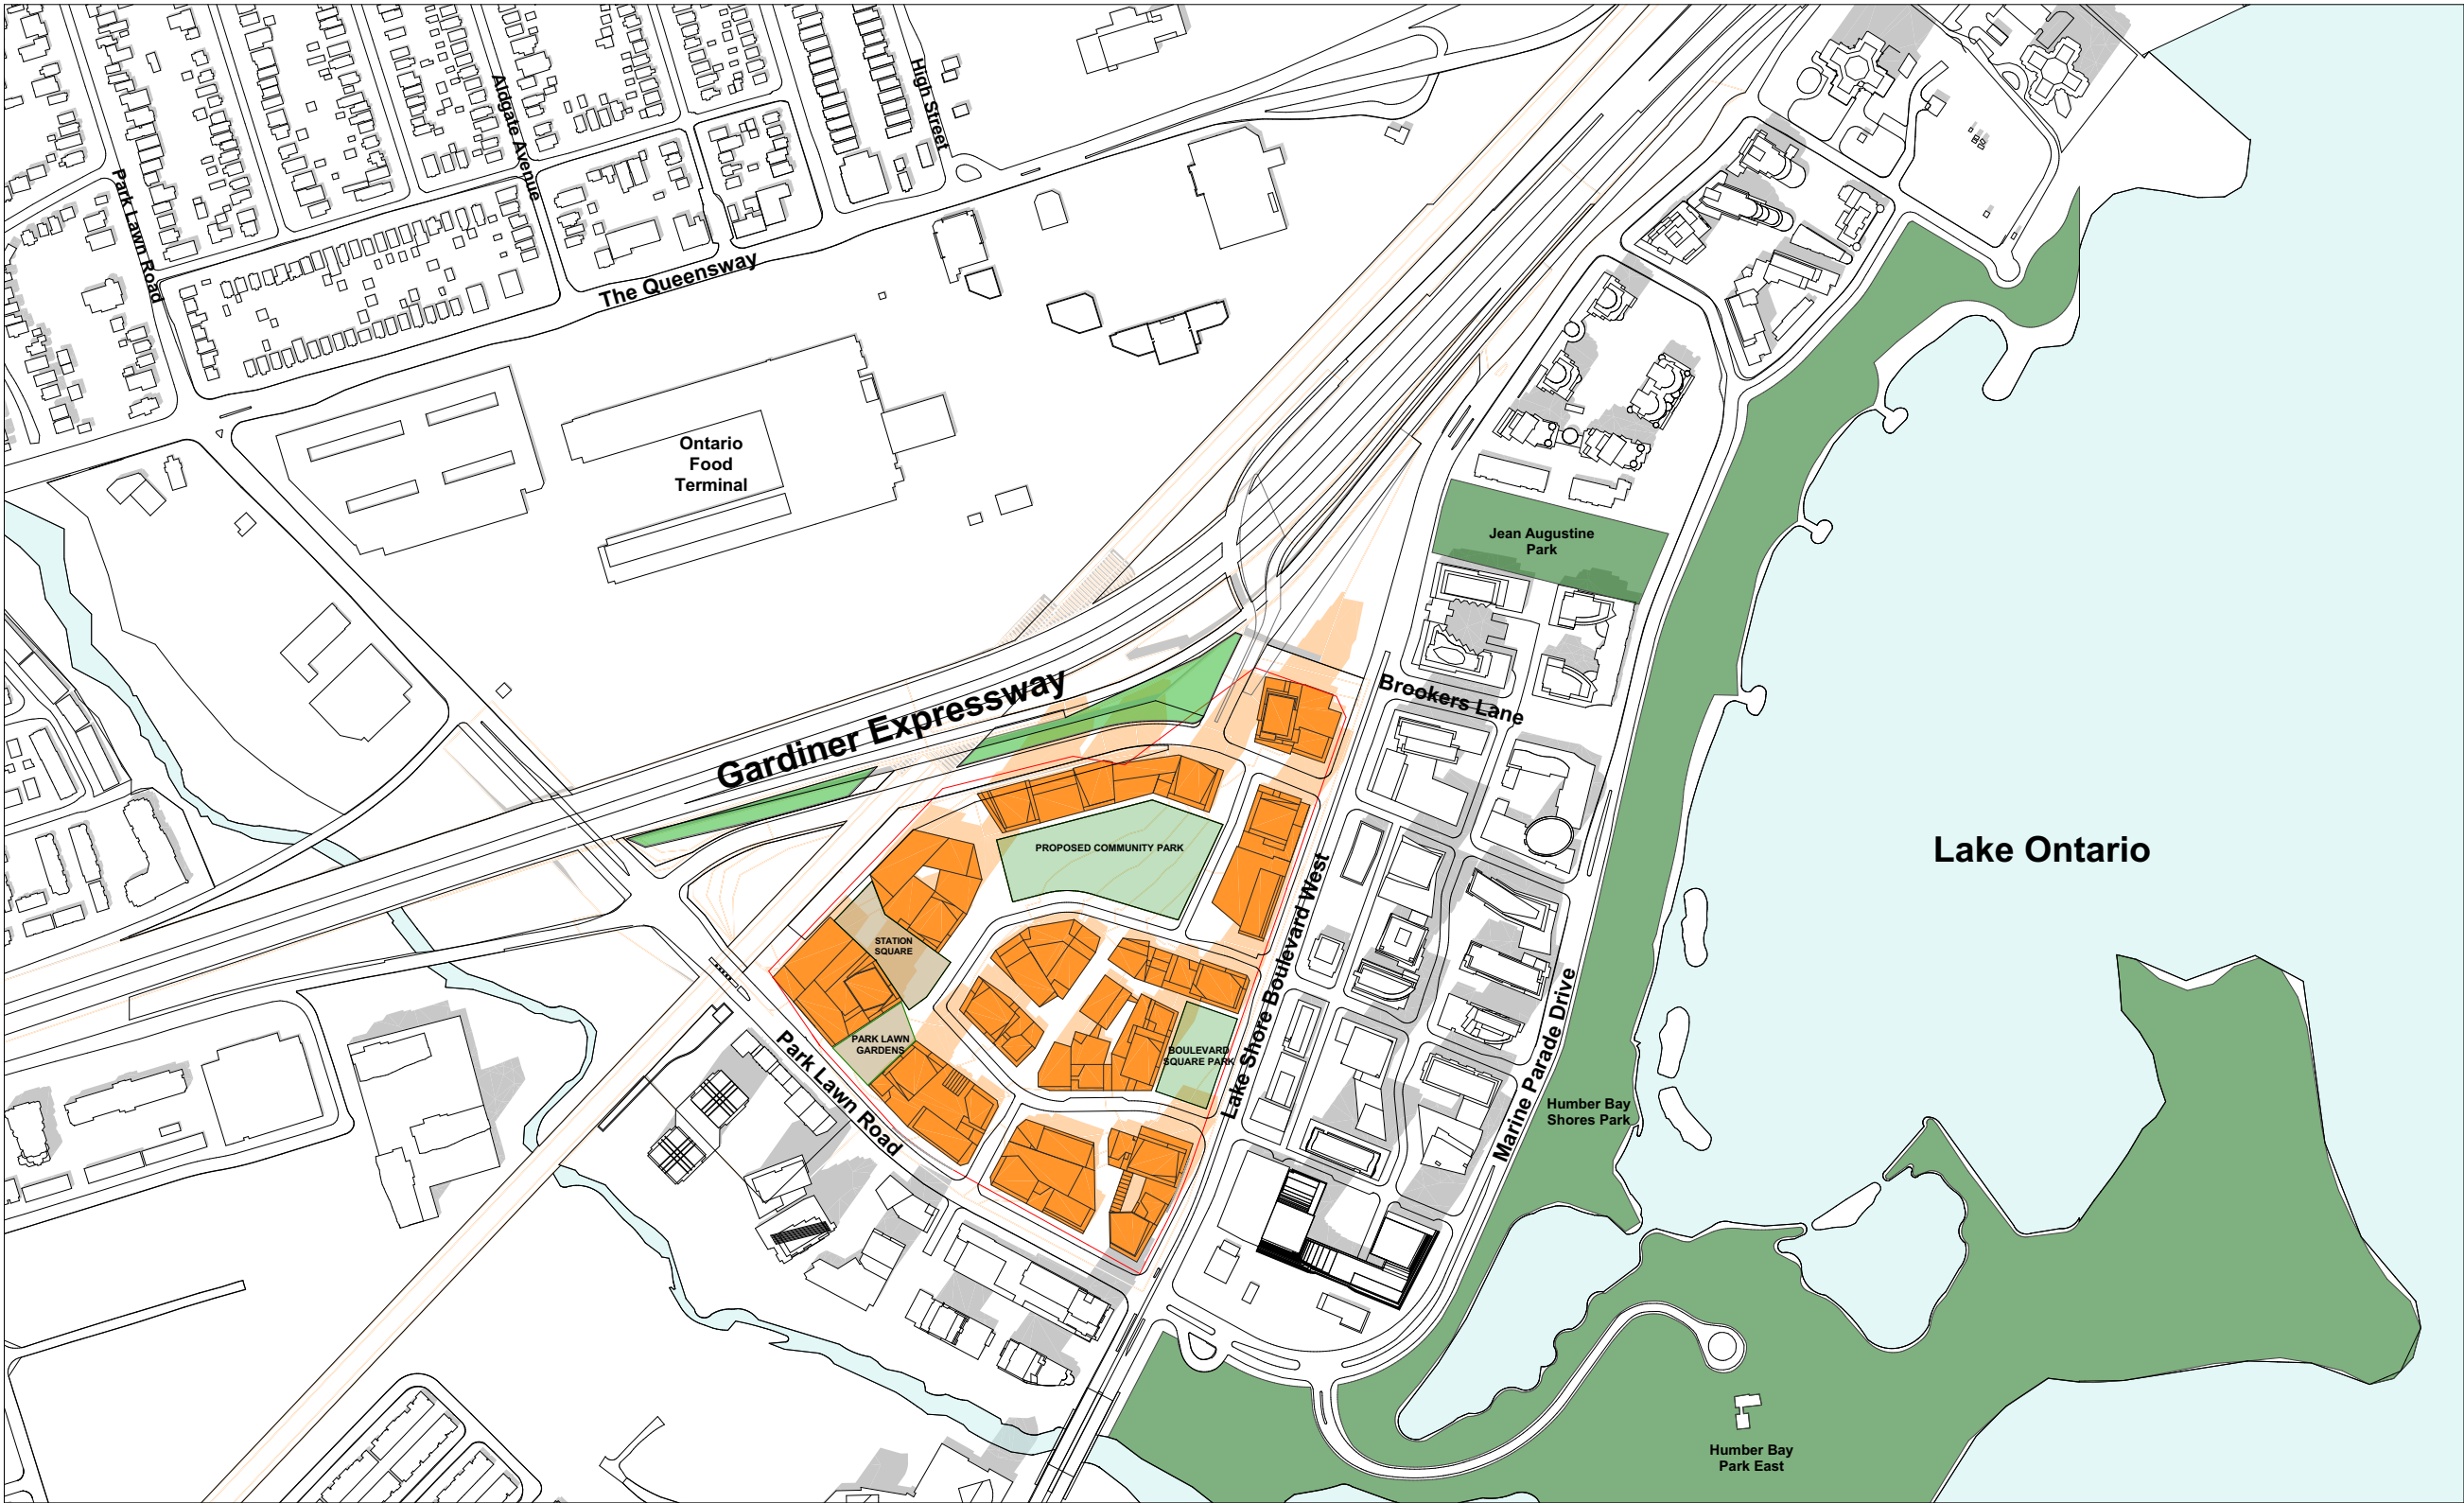 High Street
Aldgate Avenue
Park Lawn Road
The Queensway
Ontario
Food
Terminal
Jean Augustine
Park
Gardiner Expressway
Brookers Lane
PROPOSED COMMUNITY PARK
Lake Ontario
STATION
SQUARE
Lake Shore Boulevard West
PARK LAWN
GARDENS
BOULEVARD
SQUARE PARK
Park Lawn Road
Marine Parade Drive
Humber Bay
Shores Park
Humber Bay
Park East